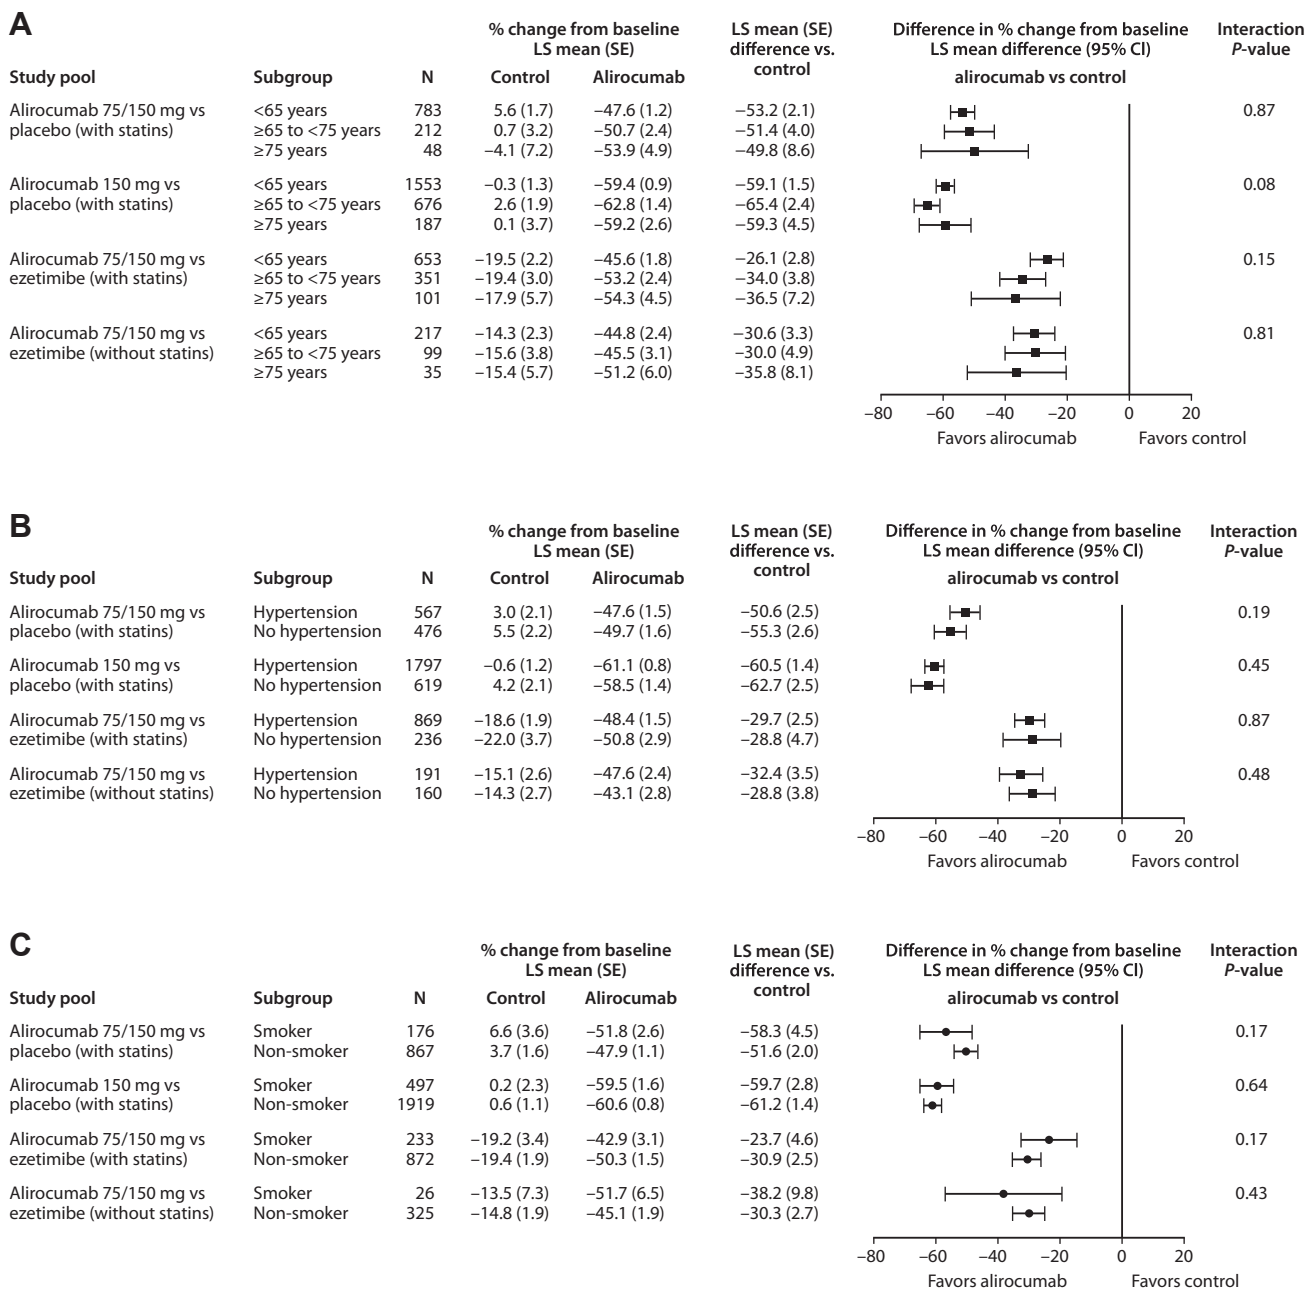 A
% change from baseline LS mean (SE) difference vs. control Difference in % change from baseline Interaction
LS mean (SE) LS mean difference (95% CI) P-value
Study pool Subgroup N Control Alirocumab alirocumab vs control
Alirocumab 75/150 mg vs <65 years 783 5.6 (1.7) –47.6 (1.2) –53.2 (2.1) 0.87
placebo (with statins) ≥65 to <75 years 212 0.7 (3.2) –50.7 (2.4) –51.4 (4.0)
≥75 years 48 –4.1 (7.2) –53.9 (4.9) –49.8 (8.6)
Alirocumab 150 mg vs <65 years 1553 –0.3 (1.3) –59.4 (0.9) –59.1 (1.5) 0.08
placebo (with statins) ≥65 to <75 years 676 2.6 (1.9) –62.8 (1.4) –65.4 (2.4)
≥75 years 187 0.1 (3.7) –59.2 (2.6) –59.3 (4.5)
Alirocumab 75/150 mg vs <65 years 653 –19.5 (2.2) –45.6 (1.8) –26.1 (2.8) 0.15
ezetimibe (with statins) ≥65 to <75 years 351 –19.4 (3.0) –53.2 (2.4) –34.0 (3.8)
≥75 years 101 –17.9 (5.7) –54.3 (4.5) –36.5 (7.2)
Alirocumab 75/150 mg vs <65 years 217 –14.3 (2.3) –44.8 (2.4) –30.6 (3.3) 0.81
ezetimibe (without statins) ≥65 to <75 years 99 –15.6 (3.8) –45.5 (3.1) –30.0 (4.9)
≥75 years 35 –15.4 (5.7) –51.2 (6.0) –35.8 (8.1)
–80 –60 –40 –20 0 20
Favors alirocumab Favors control
B
% change from baseline LS mean (SE) difference vs. control Difference in % change from baseline Interaction
LS mean (SE) LS mean difference (95% CI) P-value
Study pool Subgroup N Control Alirocumab alirocumab vs control
Alirocumab 75/150 mg vs Hypertension 567 3.0 (2.1) –47.6 (1.5) –50.6 (2.5) 0.19
placebo (with statins) No hypertension 476 5.5 (2.2) –49.7 (1.6) –55.3 (2.6)
Alirocumab 150 mg vs Hypertension 1797 –0.6 (1.2) –61.1 (0.8) –60.5 (1.4) 0.45
placebo (with statins) No hypertension 619 4.2 (2.1) –58.5 (1.4) –62.7 (2.5)
Alirocumab 75/150 mg vs Hypertension 869 –18.6 (1.9) –48.4 (1.5) –29.7 (2.5) 0.87
ezetimibe (with statins) No hypertension 236 –22.0 (3.7) –50.8 (2.9) –28.8 (4.7)
Alirocumab 75/150 mg vs Hypertension 191 –15.1 (2.6) –47.6 (2.4) –32.4 (3.5) 0.48
ezetimibe (without statins) No hypertension 160 –14.3 (2.7) –43.1 (2.8) –28.8 (3.8)
–80 –60 –40 –20 0 20
Favors alirocumab Favors control
C
% change from baseline LS mean (SE) difference vs. control Difference in % change from baseline Interaction
LS mean (SE) LS mean difference (95% CI) P-value
Study pool Subgroup N Control Alirocumab alirocumab vs control
Alirocumab 75/150 mg vs Smoker 176 6.6 (3.6) –51.8 (2.6) –58.3 (4.5) 0.17
placebo (with statins) Non-smoker 867 3.7 (1.6) –47.9 (1.1) –51.6 (2.0)
Alirocumab 150 mg vs Smoker 497 0.2 (2.3) –59.5 (1.6) –59.7 (2.8) 0.64
placebo (with statins) Non-smoker 1919 0.6 (1.1) –60.6 (0.8) –61.2 (1.4)
Alirocumab 75/150 mg vs Smoker 233 –19.2 (3.4) –42.9 (3.1) –23.7 (4.6) 0.17
ezetimibe (with statins) Non-smoker 872 –19.4 (1.9) –50.3 (1.5) –30.9 (2.5)
Alirocumab 75/150 mg vs Smoker 26 –13.5 (7.3) –51.7 (6.5) –38.2 (9.8) 0.43
ezetimibe (without statins) Non-smoker 325 –14.8 (1.9) –45.1 (1.9) –30.3 (2.7)
–80 –60 –40 –20 0 20
Favors alirocumab Favors control